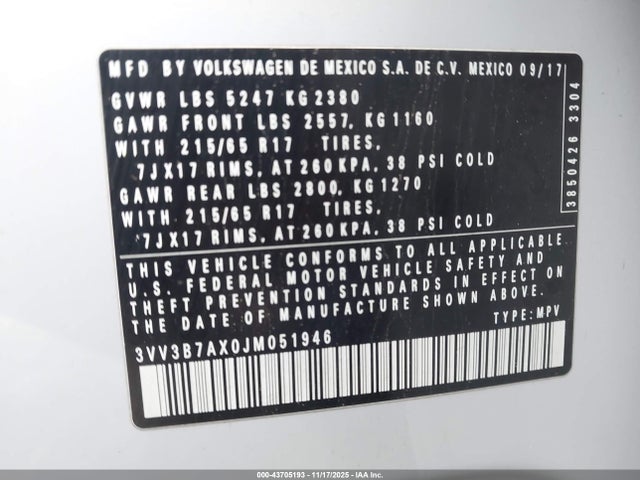 MFD BY VOLKSWAGEN DE MEXICO S.A. DE C.V. MEXICO 09/17
GVWR LBS 5247 KG 2380
GAWR FRONT LBS 2557, KG 1160
WITH 215/65 R17 TIRES,
7JX17 RIMS, AT 260 KPA, 38 PSI COLD
GAWR REAR LBS 2800, KG 1270
WITH 215/65 R17 TIRES,
7JX17 RIMS, AT 260 KPA, 38 PSI COLD
THIS VEHICLE CONFORMS TO ALL APPLICABLE
U.S. FEDERAL MOTOR VEHICLE SAFETY AND
THEFT PREVENTION STANDARDS IN EFFECT ON
THE DATE OF MANUFACTURE SHOWN ABOVE.
3VV3B7AX0JM051946 TYPE: MPV
3850426 3304
000-43705193 - 11/17/2025 - IAA Inc.